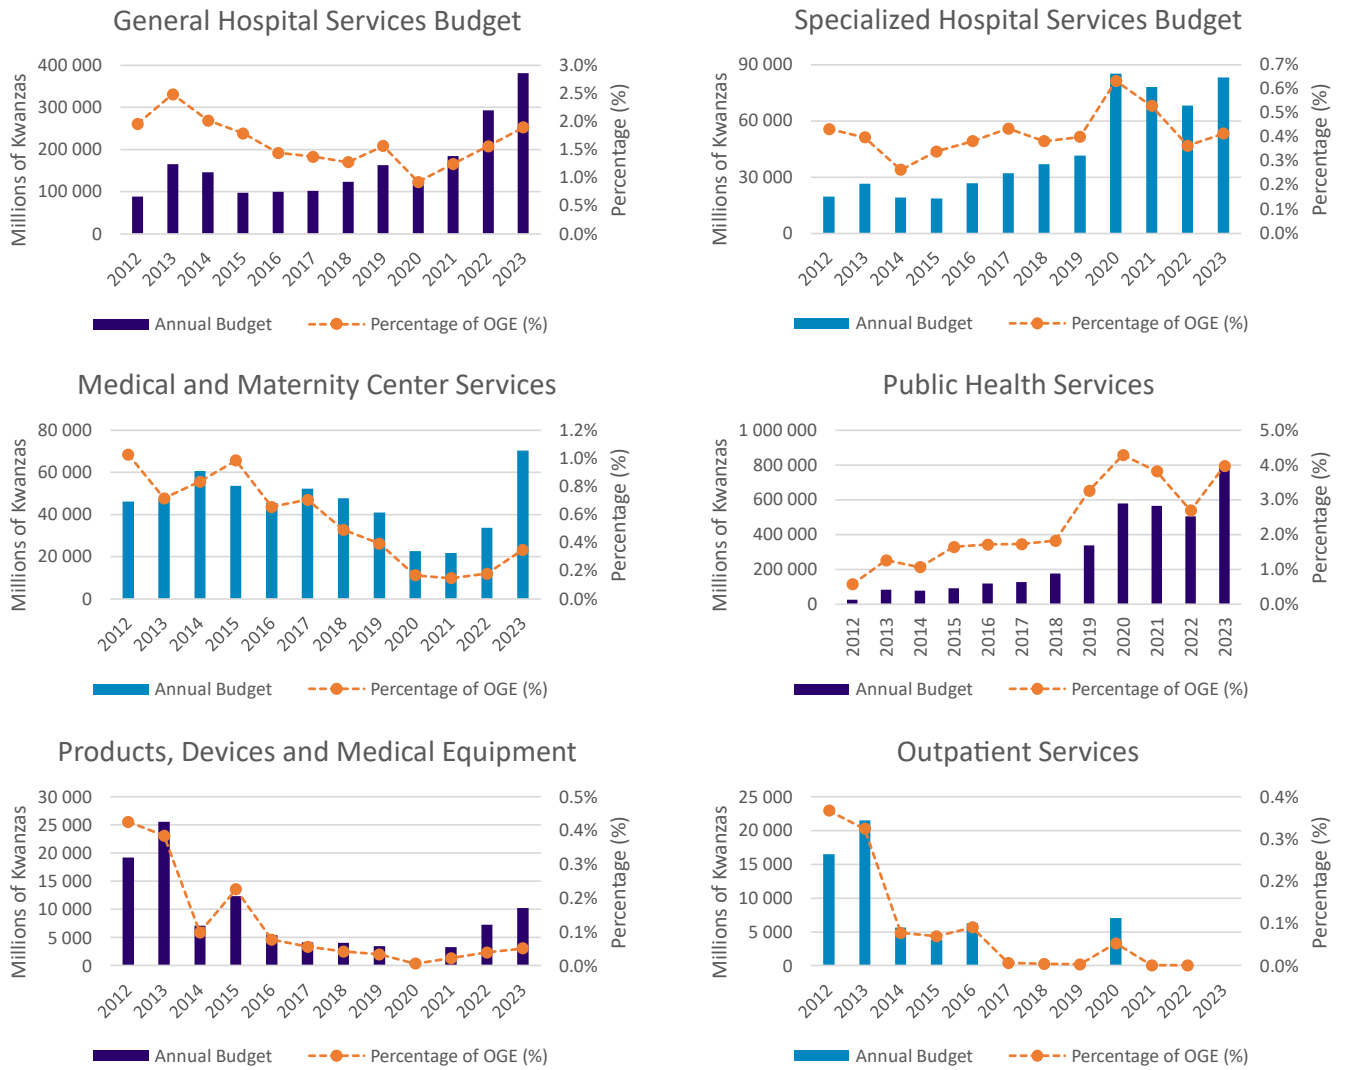 General Hospital Services Budget
Millions of Kwanzas
400 000
300 000
200 000
100 000
0
3.0%
2.5%
2.0%
1.5%
1.0%
0.5%
0.0%
Percentage (%)
2012 2013 2014 2015 2016 2017 2018 2019 2020 2021 2022 2023
Annual Budget Percentage of OGE (%)
Specialized Hospital Services Budget
Millions of Kwanzas
90 000
60 000
30 000
0
0.7%
0.6%
0.5%
0.4%
0.3%
0.2%
0.1%
0.0%
Percentage (%)
2012 2013 2014 2015 2016 2017 2018 2019 2020 2021 2022 2023
Annual Budget Percentage of OGE (%)
Medical and Maternity Center Services
Millions of Kwanzas
80 000
60 000
40 000
20 000
0
1.2%
1.0%
0.8%
0.6%
0.4%
0.2%
0.0%
Percentage (%)
2012 2013 2014 2015 2016 2017 2018 2019 2020 2021 2022 2023
Annual Budget Percentage of OGE (%)
Public Health Services
Millions of Kwanzas
1 000 000
800 000
600 000
400 000
200 000
0
5.0%
4.0%
3.0%
2.0%
1.0%
0.0%
Percentage (%)
2012 2013 2014 2015 2016 2017 2018 2019 2020 2021 2022 2023
Annual Budget Percentage of OGE (%)
Products, Devices and Medical Equipment
Millions of Kwanzas
30 000
25 000
20 000
15 000
10 000
5 000
0
0.5%
0.4%
0.3%
0.2%
0.1%
0.0%
Percentage (%)
2012 2013 2014 2015 2016 2017 2018 2019 2020 2021 2022 2023
Annual Budget Percentage of OGE (%)
Outpatient Services
Millions of Kwanzas
25 000
20 000
15 000
10 000
5 000
0
0.4%
0.3%
0.2%
0.1%
0.0%
Percentage (%)
2012 2013 2014 2015 2016 2017 2018 2019 2020 2021 2022 2023
Annual Budget Percentage of OGE (%)